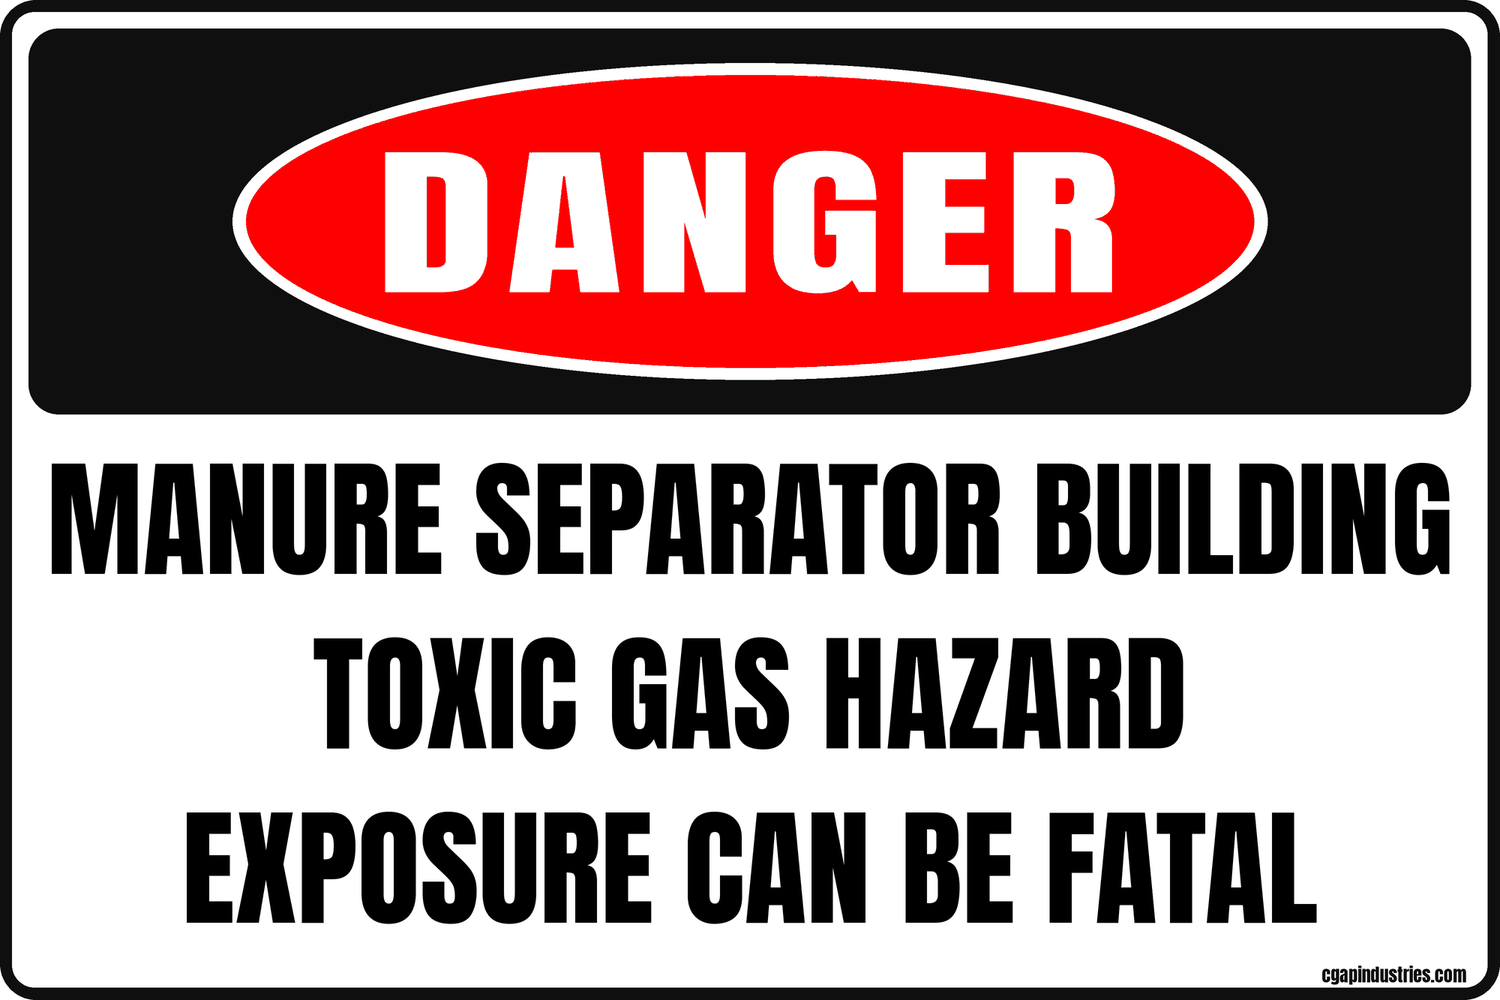 DANGER
MANURE SEPARATOR BUILDING
TOXIC GAS HAZARD
EXPOSURE CAN BE FATAL
cgapindustries.com